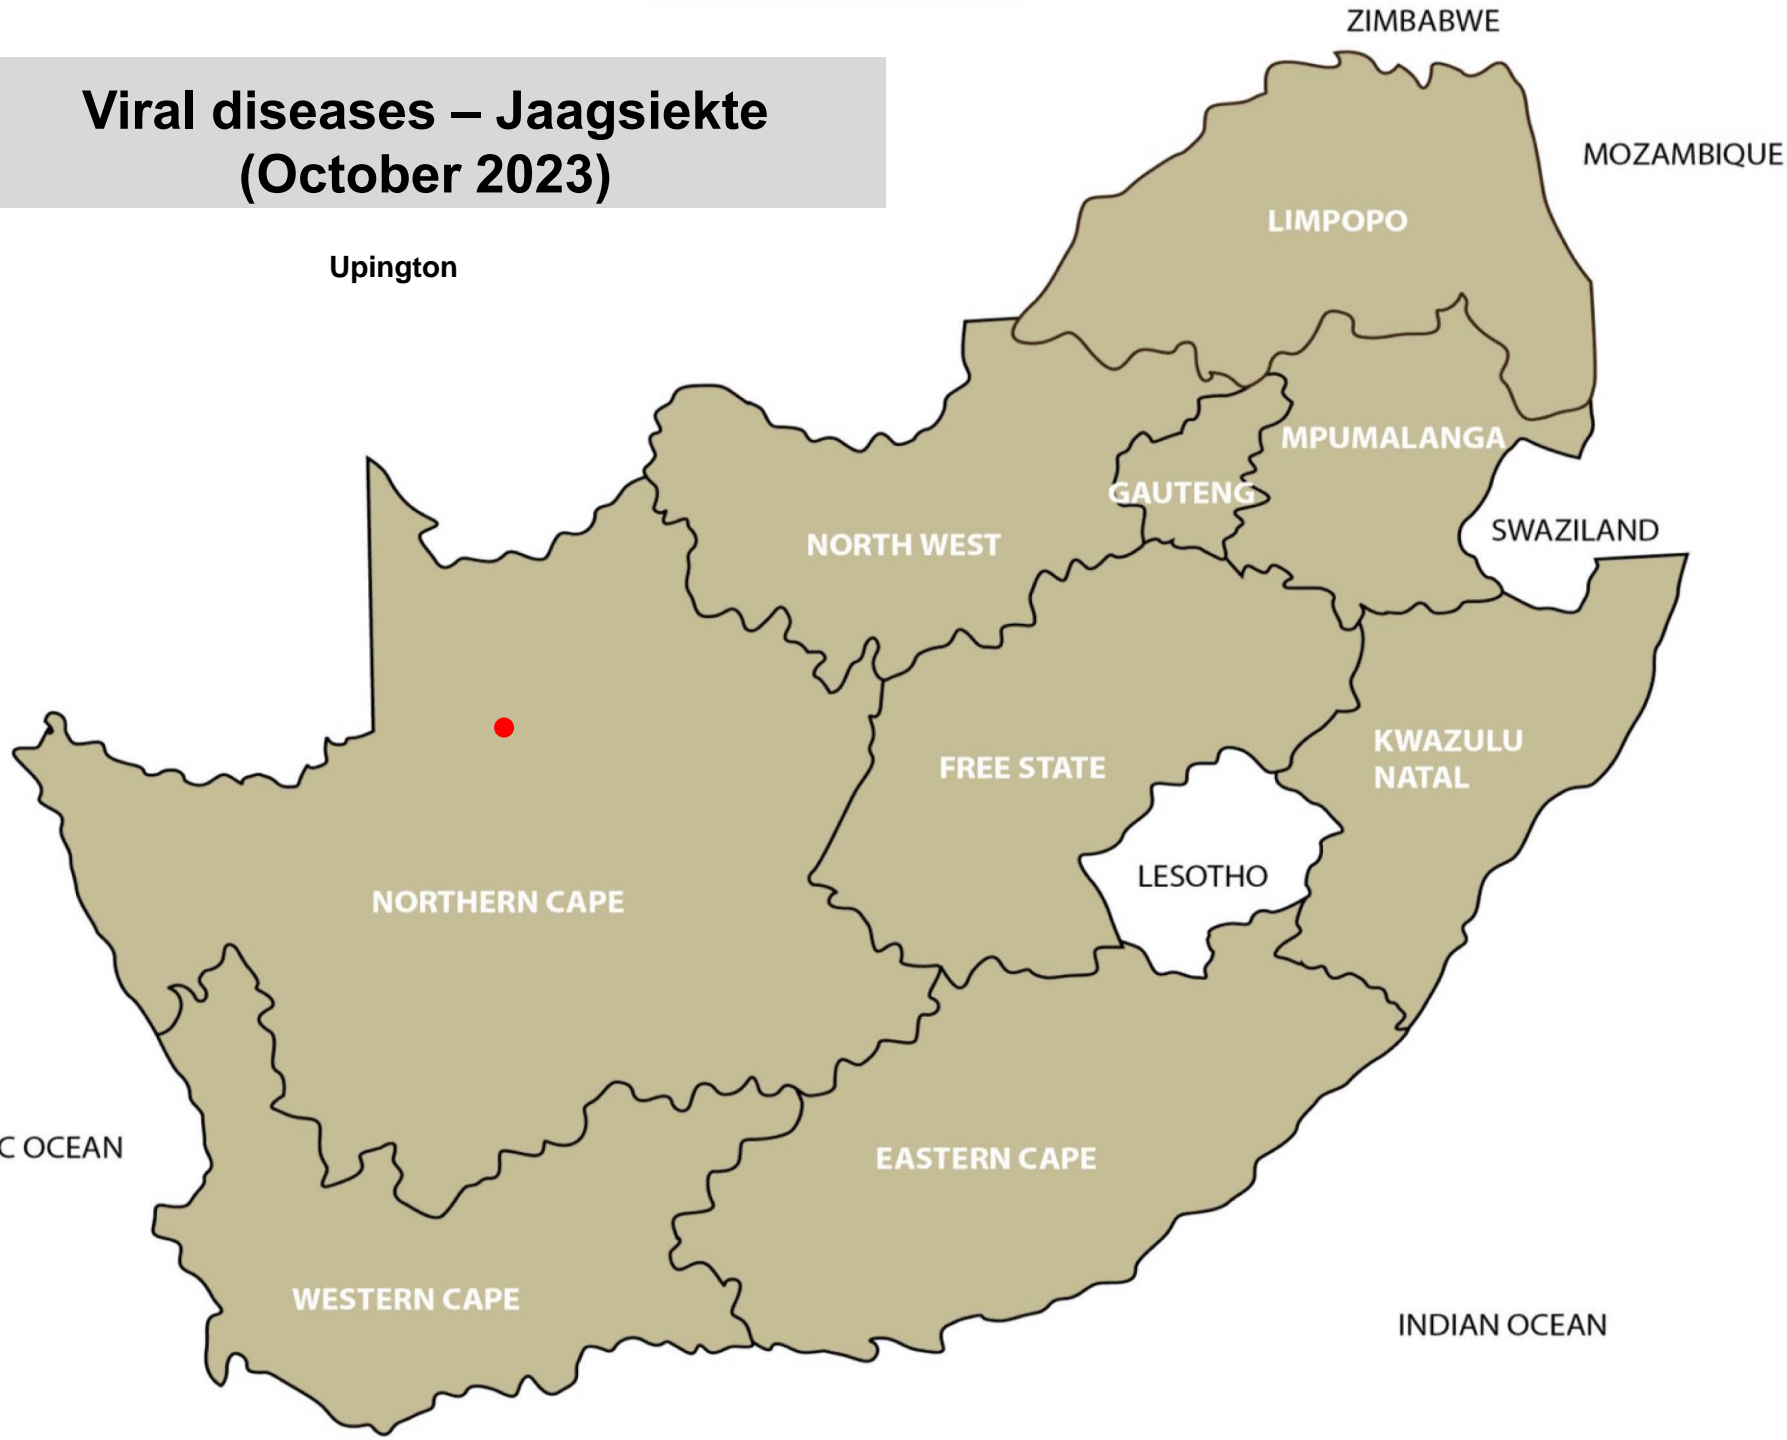 ZIMBABWE
Viral diseases – Jaagsiekte
(October 2023)
MOZAMBIQUE
LIMPOPO
Upington
MPUMALANGA
GAUTENG
SWAZILAND
NORTH WEST
KWAZULU
NATAL
FREE STATE
LESOTHO
NORTHERN CAPE
C OCEAN
EASTERN CAPE
WESTERN CAPE
INDIAN OCEAN